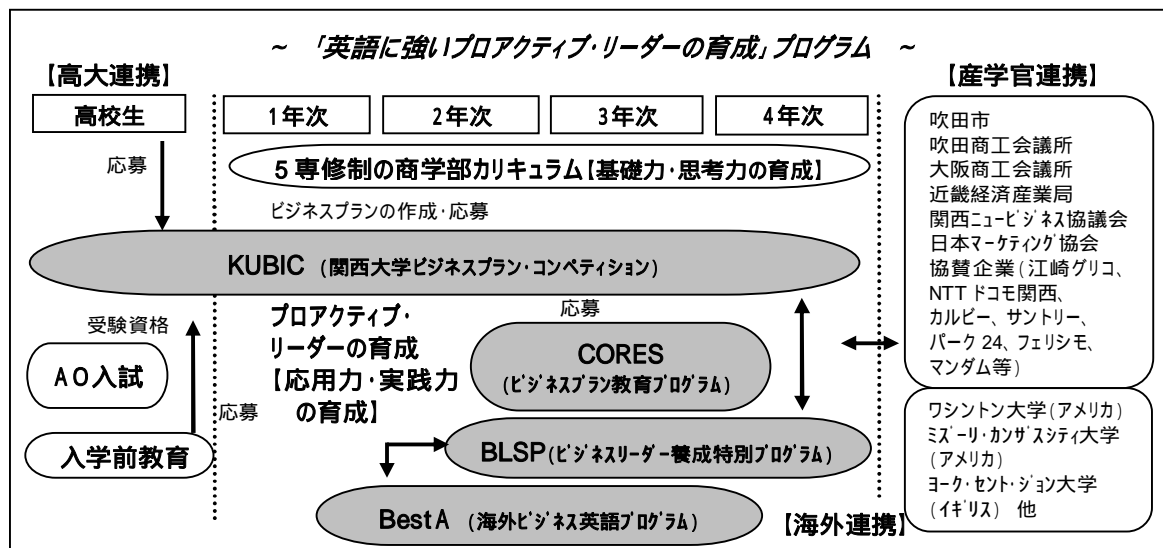 ～ 「英語に強いプロアクティブ・リーダーの育成」プログラム ～
【高大連携】
【産学官連携】
高校生
1年次
2年次
3年次
4年次
応募
5専修制の商学部カリキュラム【基礎力・思考力の育成】
ビジネスプランの作成・応募
KUBIC (関西大学ビジネスプラン・コンペティション)
受験資格
AO入試
応募
入学前教育
プロアクティブ・
リーダーの育成
【応用力・実践力
の育成】
応募
CORES
(ビジネスプラン教育プログラム)
BLSP(ビジネスリーダー養成特別プログラム)
BestA (海外ビジネス英語プログラム)
【海外連携】
吹田市
吹田商工会議所
大阪商工会議所
近畿経済産業局
関西ニュービジネス協議会
日本マーケティング協会
協賛企業(江崎グリコ、
NTTドコモ関西、
カルビー、サントリー、
パーク24、フェリシモ、
マンダム等)
ワシントン大学(アメリカ)
ミズーリ・カンザスシティ大学
(アメリカ)
ヨーク・セント・ジョン大学
(イギリス) 他